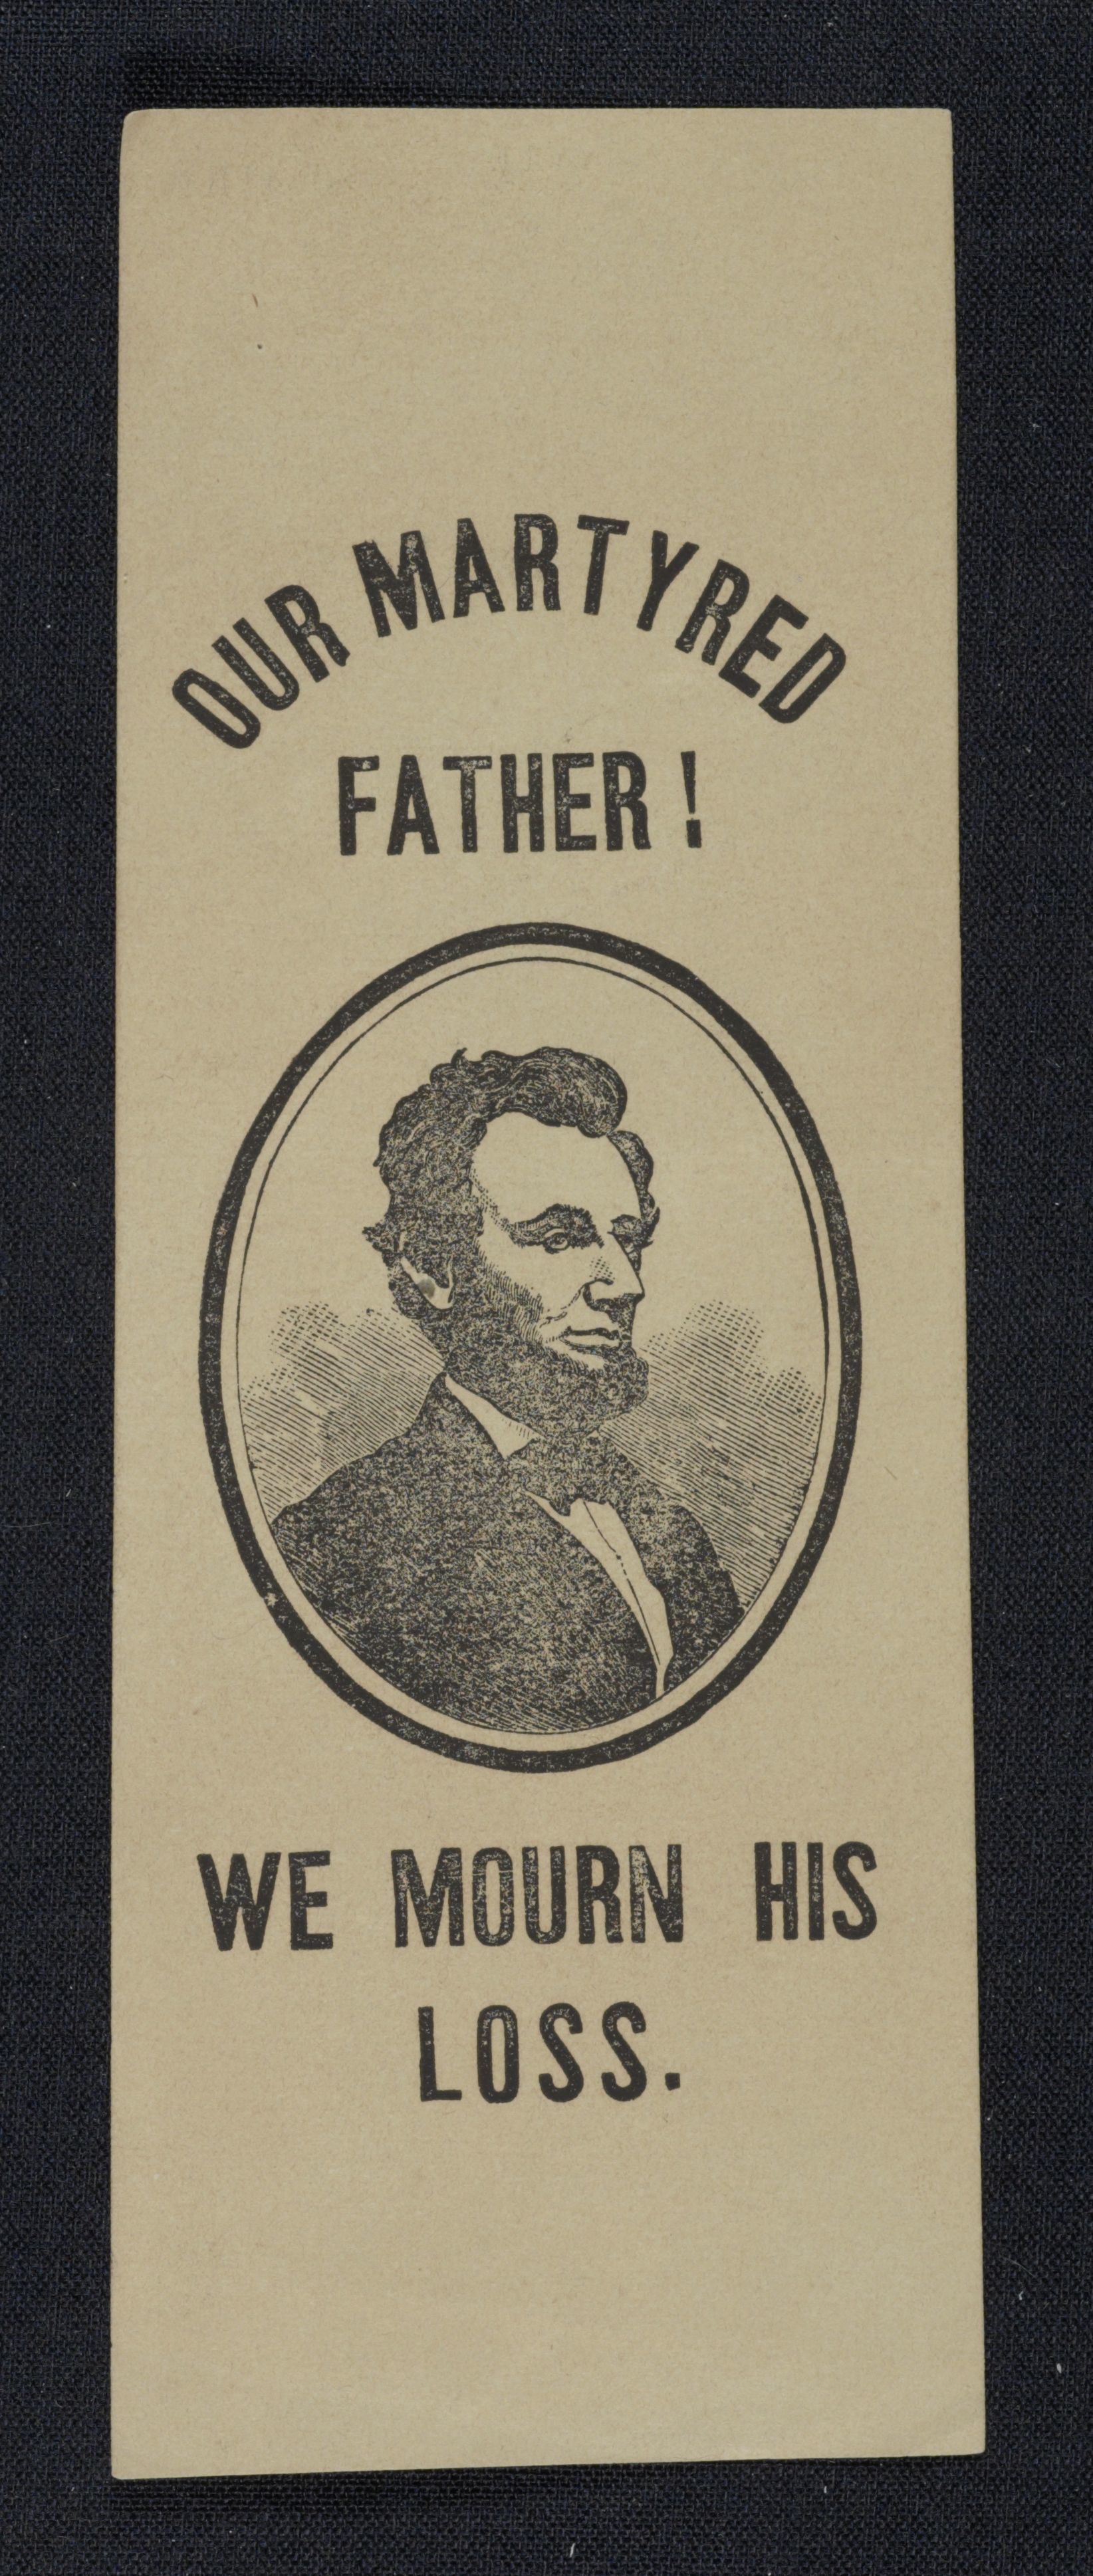 OUR MARTYRED
FATHER !
WE MOURN HIS
LOSS.